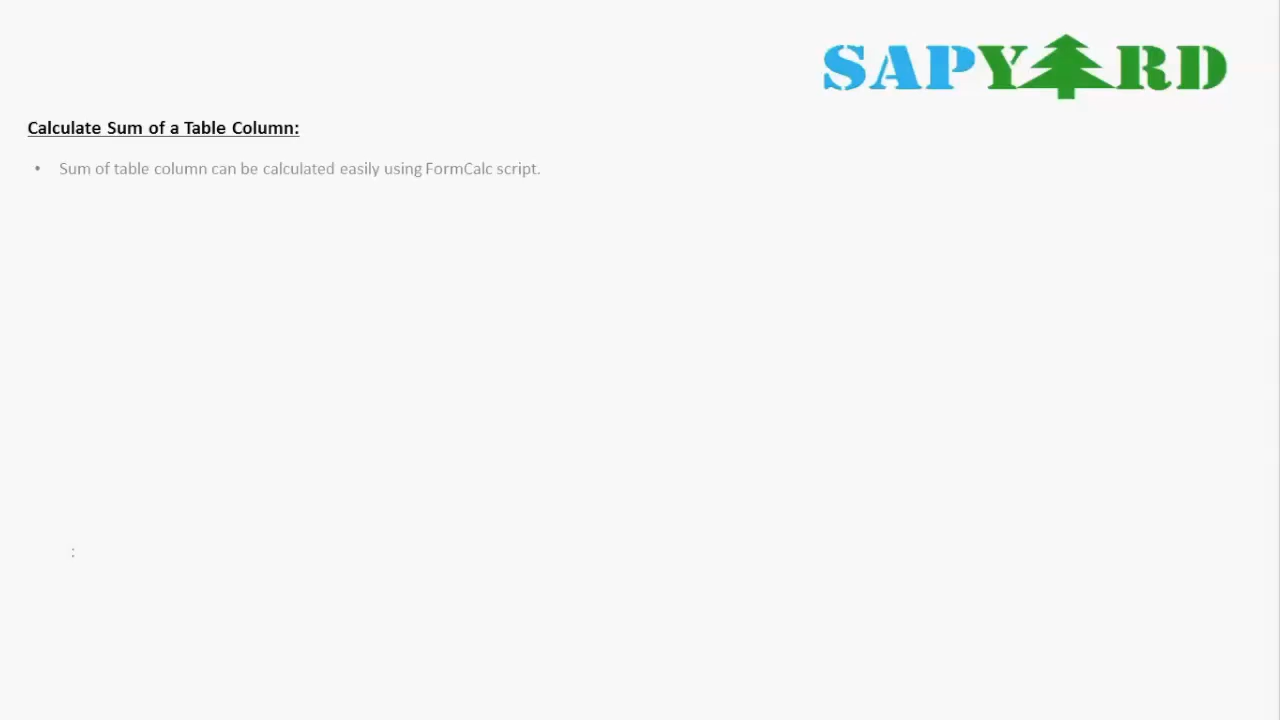 SAPYARD
Calculate Sum of a Table Column:
• Sum of table column can be calculated easily using FormCalc script.
: